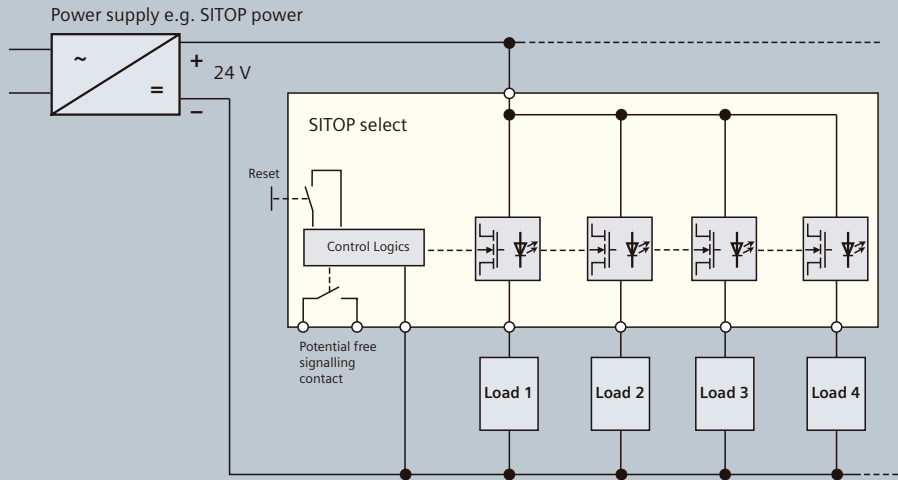 Power supply e.g. SITOP power
~
=
+
24 V
–
SITOP select
Reset
Control Logics
Potential free
signalling
contact
Load 1
Load 2
Load 3
Load 4